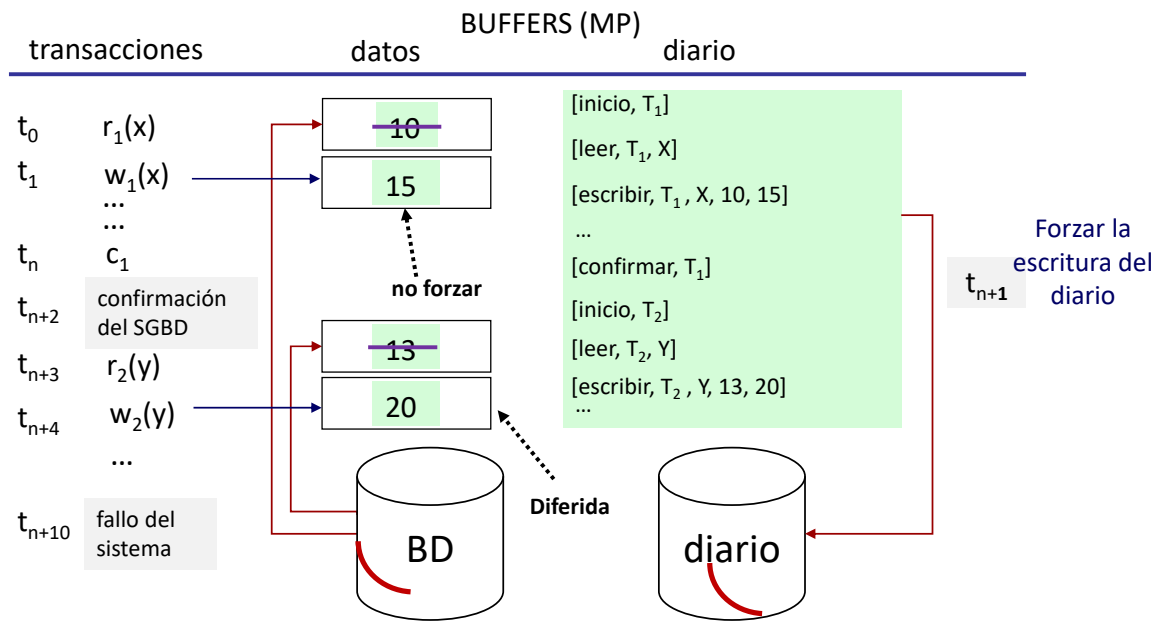 BUFFERS (MP)
transacciones datos diario
[inicio, T1]
t0 r1(x) 10
[leer, T1, X]
t1 w1(x) 15
[escribir, T1 , X, 10, 15]
...
...
...
Forzar la
escritura del
diario
tn c1
[confirmar, T1]
no forzar
tn+1
tn+2 confirmación
del SGBD
[inicio, T2]
13
[leer, T2, Y]
tn+3 r2(y)
[escribir, T2 , Y, 13, 20]
...
tn+4 w2(y) 20
...
Diferida
tn+10 fallo del
sistema
BD diario